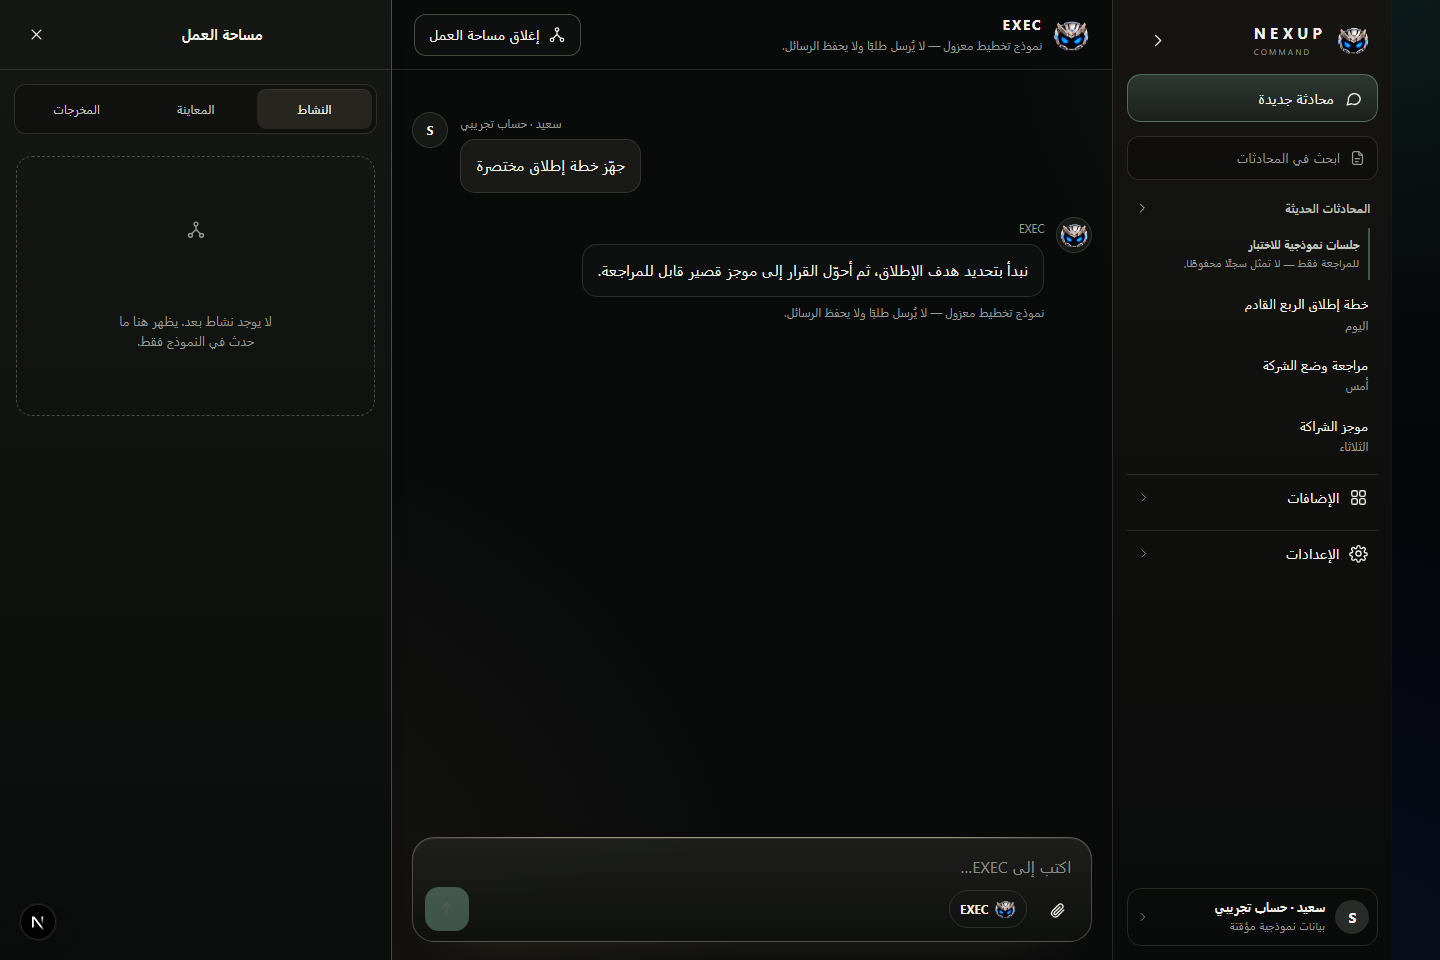 NEXUP
COMMAND
محادثة جديدة
ابحث في المحادثات
المحادثات الحديثة
جلسات نموذجية للاختبار
للمراجعة فقط — لا تمثل سجلًا محفوظًا.
خطة إطلاق الربع القادم
اليوم
مراجعة وضع الشركة
أمس
موجز الشراكة
الثلاثاء
الإضافات
الإعدادات
S
سعيد · حساب تجريبي
بيانات نموذجية مؤقتة
EXEC
نموذج تخطيط معزول — لا يُرسل طلبًا ولا يحفظ الرسائل.
إغلاق مساحة العمل
S
سعيد · حساب تجريبي
جهّز خطة إطلاق مختصرة
EXEC
نبدأ بتحديد هدف الإطلاق، ثم أحوّل القرار إلى موجز قصير قابل للمراجعة.
نموذج تخطيط معزول — لا يُرسل طلبًا ولا يحفظ الرسائل.
اكتب إلى EXEC...
EXEC
مساحة العمل
النشاط
المعاينة
المخرجات
لا يوجد نشاط بعد. يظهر هنا ما
حدث في النموذج فقط.
N